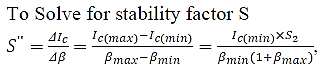 To Solve for stability factor S
S" = ΔI_c/Δβ = (I_c(max) − I_c(min))/(β_max − β_min) = (I_c(min) × S_2)/(β_min(1+β_max)),